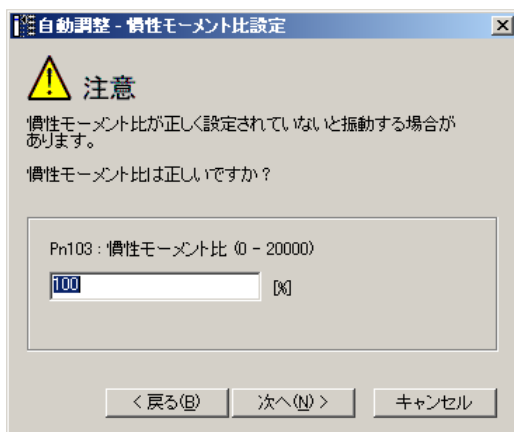 自動調整 - 慣性モーメント比設定
注意
慣性モーメント比が正しく設定されていないと振動する場合が
あります。
慣性モーメント比は正しいですか？
Pn103 : 慣性モーメント比 (0 - 20000)
100 [%]
< 戻る(B) 次へ(N) > キャンセル